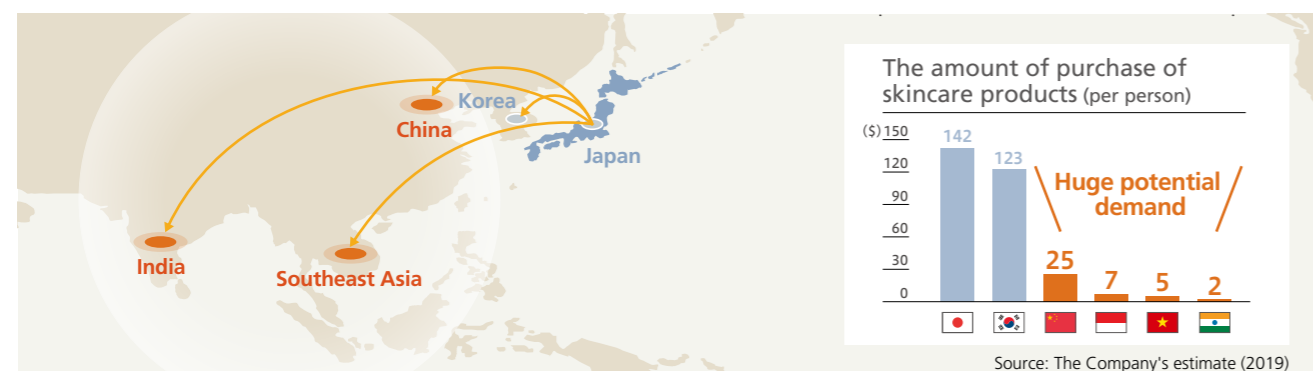 Korea
China
Japan
India
Southeast Asia
The amount of purchase of
skincare products (per person)
($) 150
120
90
60
30
0
142
123
Huge potential
demand
25
7
5
2
Source: The Company's estimate (2019)